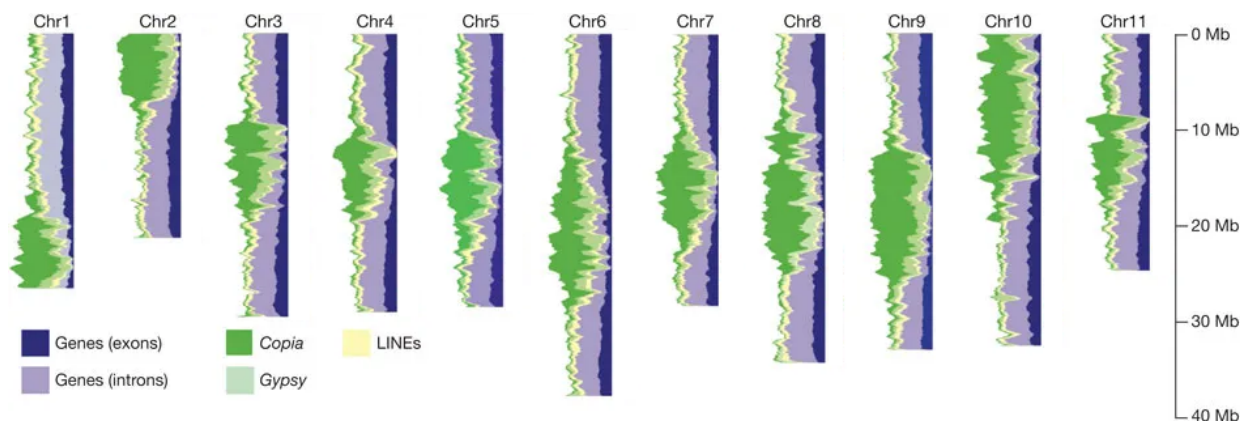 Chr1 Chr2 Chr3 Chr4 Chr5 Chr6 Chr7 Chr8 Chr9 Chr10 Chr11
0 Mb
10 Mb
20 Mb
30 Mb
40 Mb
Genes (exons) Copia LINEs
Genes (introns) Gypsy